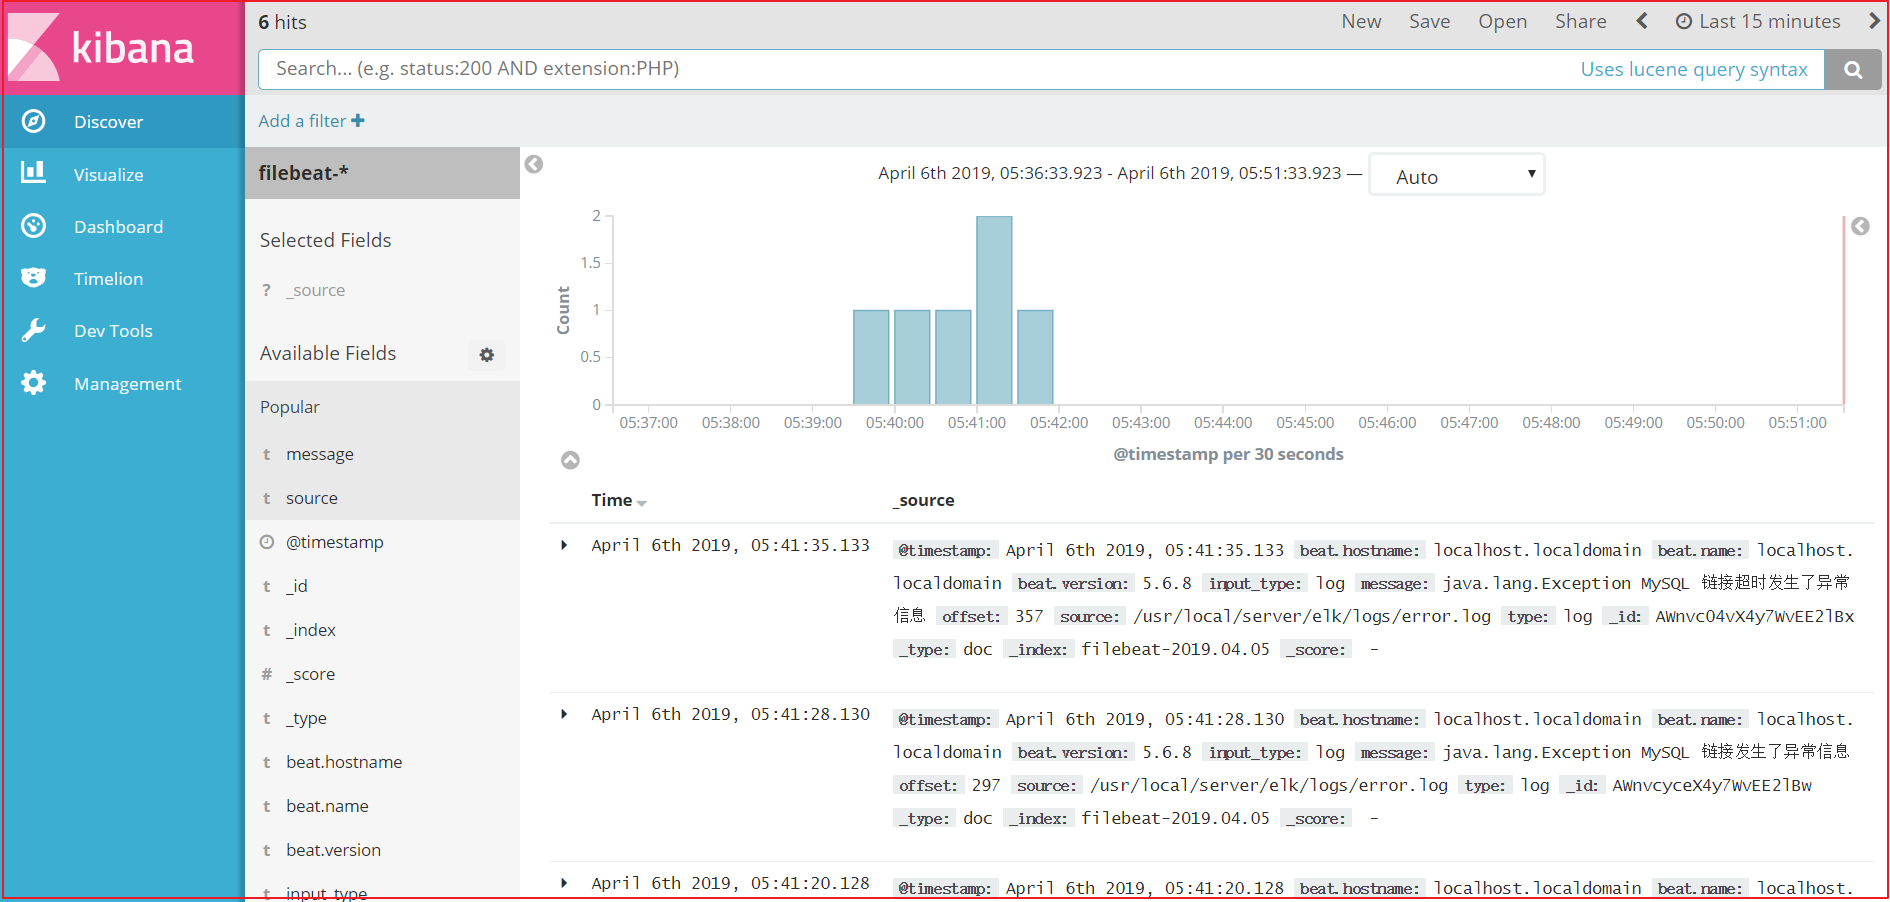 kibana
Discover
Visualize
Dashboard
Timelion
Dev Tools
Management
6 hits
New Save Open Share Last 15 minutes
Search... (e.g. status:200 AND extension:PHP) Uses lucene query syntax
Add a filter +
filebeat-*
Selected Fields
? _source
Available Fields
Popular
t message
t source
@timestamp
t _id
t _index
# _score
t _type
t beat.hostname
t beat.name
t beat.version
t input_type
April 6th 2019, 05:36:33.923 - April 6th 2019, 05:51:33.923 — Auto
2
1.5
1
0.5
0
Count
05:37:00 05:38:00 05:39:00 05:40:00 05:41:00 05:42:00 05:43:00 05:44:00 05:45:00 05:46:00 05:47:00 05:48:00 05:49:00 05:50:00 05:51:00
@timestamp per 30 seconds
Time _source
April 6th 2019, 05:41:35.133 @timestamp: April 6th 2019, 05:41:35.133 beat.hostname: localhost.localdomain beat.name: localhost.
localdomain beat.version: 5.6.8 input_type: log message: java.lang.Exception MySQL 链接超时发生了异常
信息 offset: 357 source: /usr/local/server/elk/logs/error.log type: log _id: AWnvcO4vX4y7WvEE2lBx
_type: doc _index: filebeat-2019.04.05 _score: -
April 6th 2019, 05:41:28.130 @timestamp: April 6th 2019, 05:41:28.130 beat.hostname: localhost.localdomain beat.name: localhost.
localdomain beat.version: 5.6.8 input_type: log message: java.lang.Exception MySQL 链接发生了异常信息
offset: 297 source: /usr/local/server/elk/logs/error.log type: log _id: AWnvcyceX4y7WvEE2lBw
_type: doc _index: filebeat-2019.04.05 _score: -
April 6th 2019, 05:41:20.128 @timestamp: April 6th 2019, 05:41:20.128 beat.hostname: localhost.localdomain beat.name: localhost.